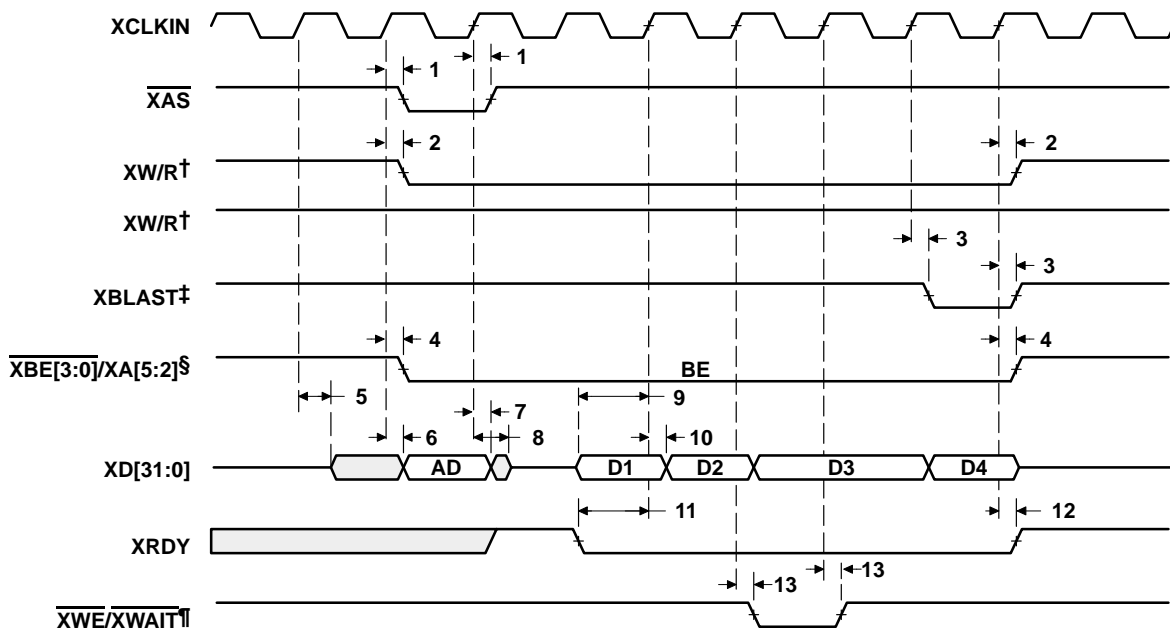 XCLKIN
1 1
XAS
2 2
XW/R†
XW/R†
3
3
XBLAST‡
4 4
XBE[3:0]/XA[5:2]§ BE
5 9
7
6 8 10
XD[31:0] AD D1 D2 D3 D4
11 12
XRDY
13 13
XWE/XWAIT¶